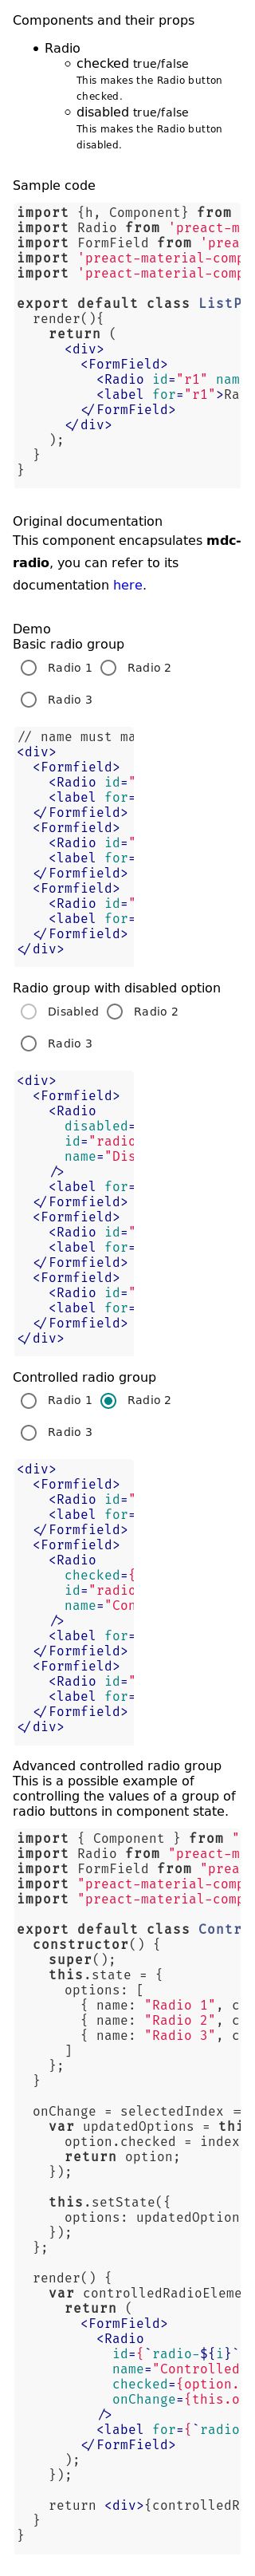 Components and their props
Radio
checked true/false
This makes the Radio button
checked.
disabled true/false
This makes the Radio button
disabled.
Sample code
import {h, Component} from
import Radio from 'preact-m
import FormField from 'prea
import 'preact-material-comp
import 'preact-material-comp
export default class ListP
render(){
return (
<div>
<FormField>
<Radio id="r1" nam
<label for="r1">Ra
</FormField>
</div>
);
}
}
Original documentation
This component encapsulates mdc-
radio, you can refer to its
documentation here.
Demo
Basic radio group
Radio 1 Radio 2
Radio 3
// name must ma
<div>
<Formfield>
<Radio id="
<label for=
</Formfield>
<Formfield>
<Radio id="
<label for=
</Formfield>
<Formfield>
<Radio id="
<label for=
</Formfield>
</div>
Radio group with disabled option
Disabled Radio 2
Radio 3
<div>
<Formfield>
<Radio
disabled=
id="radio
name="Dis
/>
<label for=
</Formfield>
<Formfield>
<Radio id="
<label for=
</Formfield>
<Formfield>
<Radio id="
<label for=
</Formfield>
</div>
Controlled radio group
Radio 1 Radio 2
Radio 3
<div>
<Formfield>
<Radio id="
<label for=
</Formfield>
<Formfield>
<Radio
checked={
id="radio
name="Con
/>
<label for=
</Formfield>
<Formfield>
<Radio id="
<label for=
</Formfield>
</div>
Advanced controlled radio group
This is a possible example of
controlling the values of a group of
radio buttons in component state.
import { Component } from "
import Radio from "preact-m
import FormField from "prea
import "preact-material-comp
import "preact-material-comp
export default class Contr
constructor() {
super();
this.state = {
options: [
{ name: "Radio 1", c
{ name: "Radio 2", c
{ name: "Radio 3", c
]
};
}
onChange = selectedIndex =
var updatedOptions = thi
option.checked = index
return option;
});
this.setState({
options: updatedOption
});
};
render() {
var controlledRadioEleme
return (
<FormField>
<Radio
id={`radio-${i}`
name="Controlled
checked={option.
onChange={this.o
/>
<label for={`radio
</FormField>
);
});
return <div>{controlledR
}
}